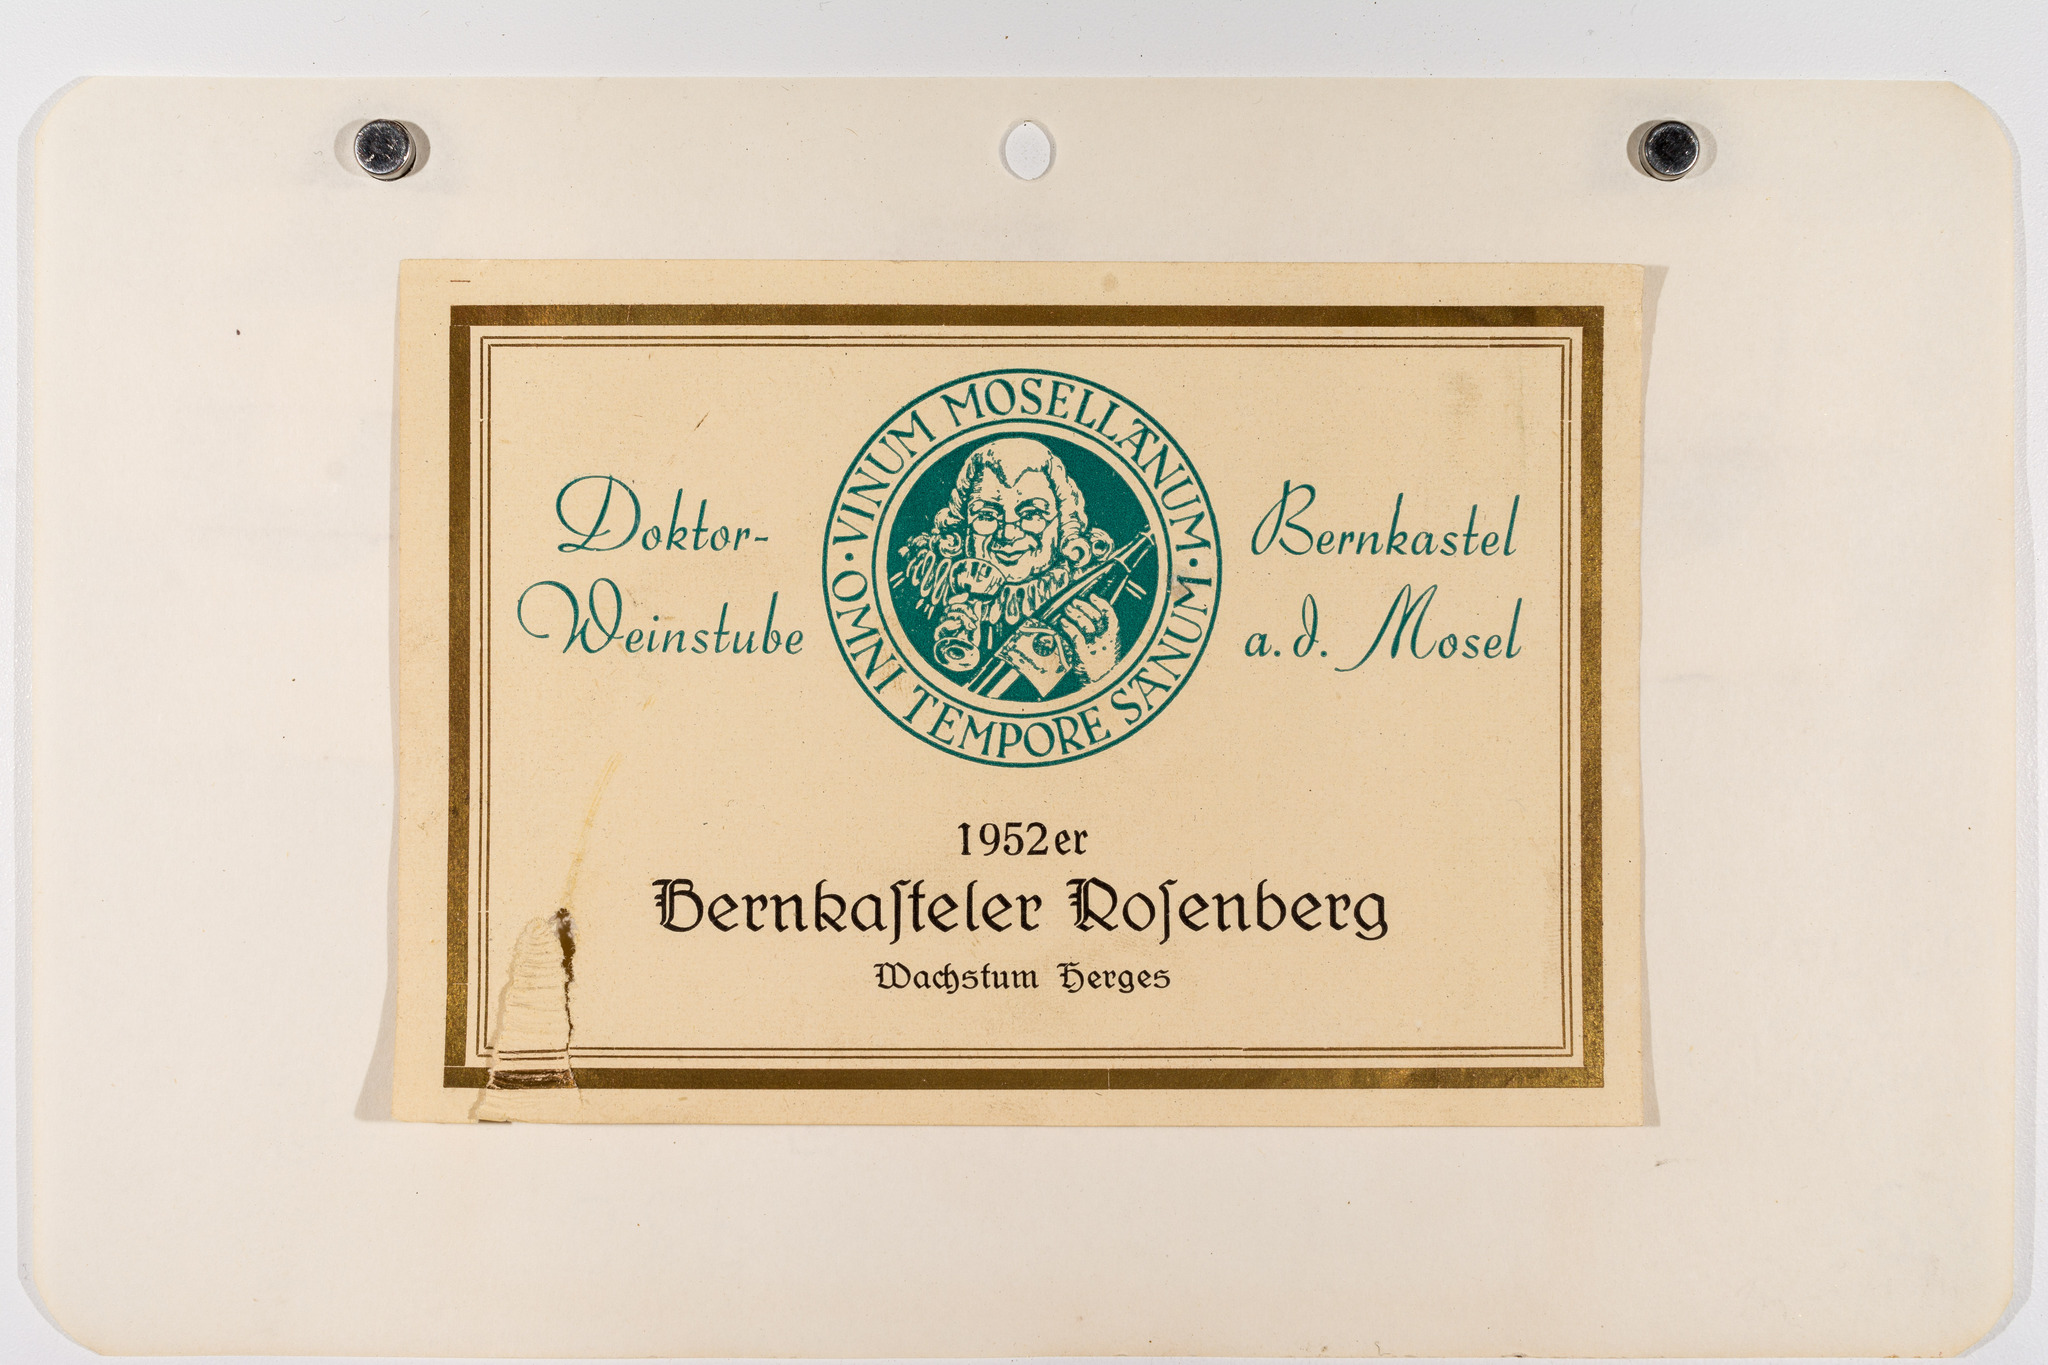 Doktor-
Weinstube
· VINUM MOSELLANUM ·
OMNI TEMPORE SANUM
Bernkastel
a. d. Mosel
1952er
Bernkaſteler Roſenberg
Wachstum Herges